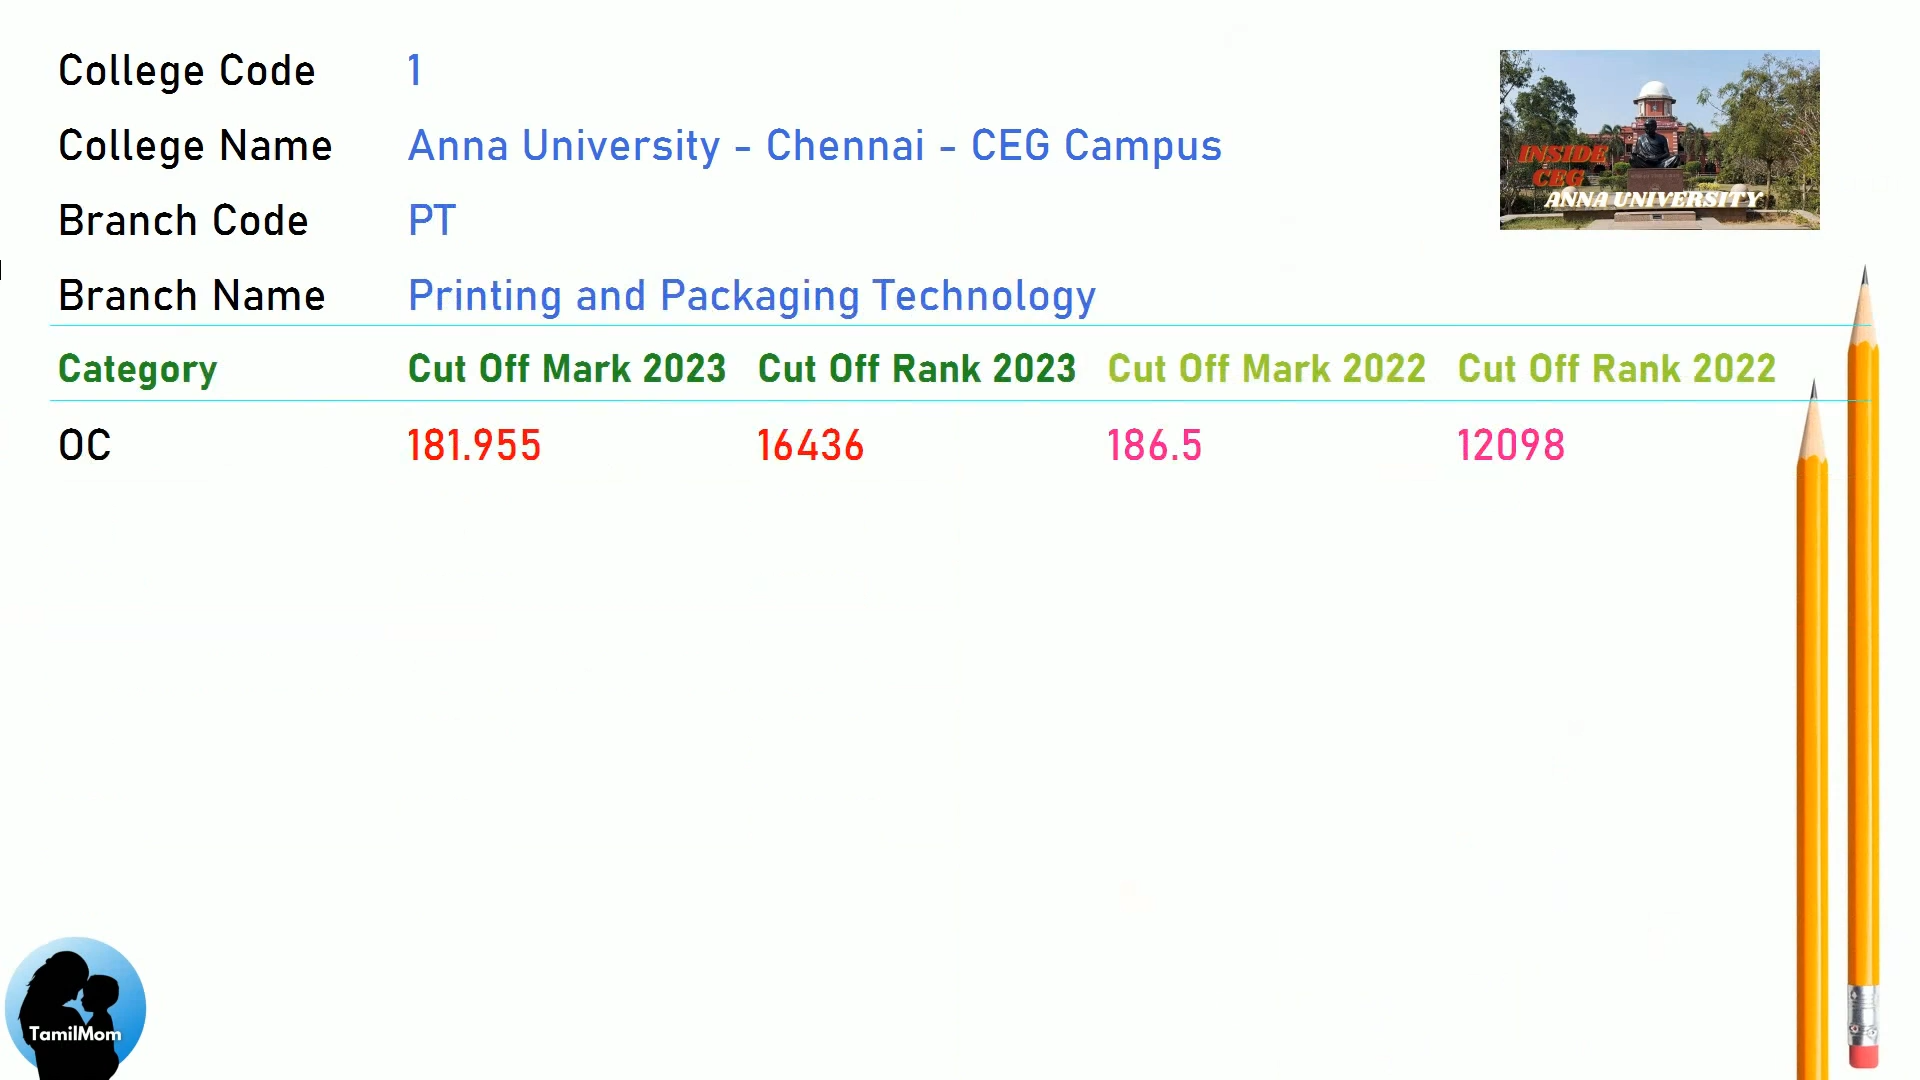 College Code 1
College Name Anna University - Chennai - CEG Campus
Branch Code PT
Branch Name Printing and Packaging Technology
Category Cut Off Mark 2023 Cut Off Rank 2023 Cut Off Mark 2022 Cut Off Rank 2022
OC 181.955 16436 186.5 12098
INSIDE
CEG
ANNA UNIVERSITY
TamilMom